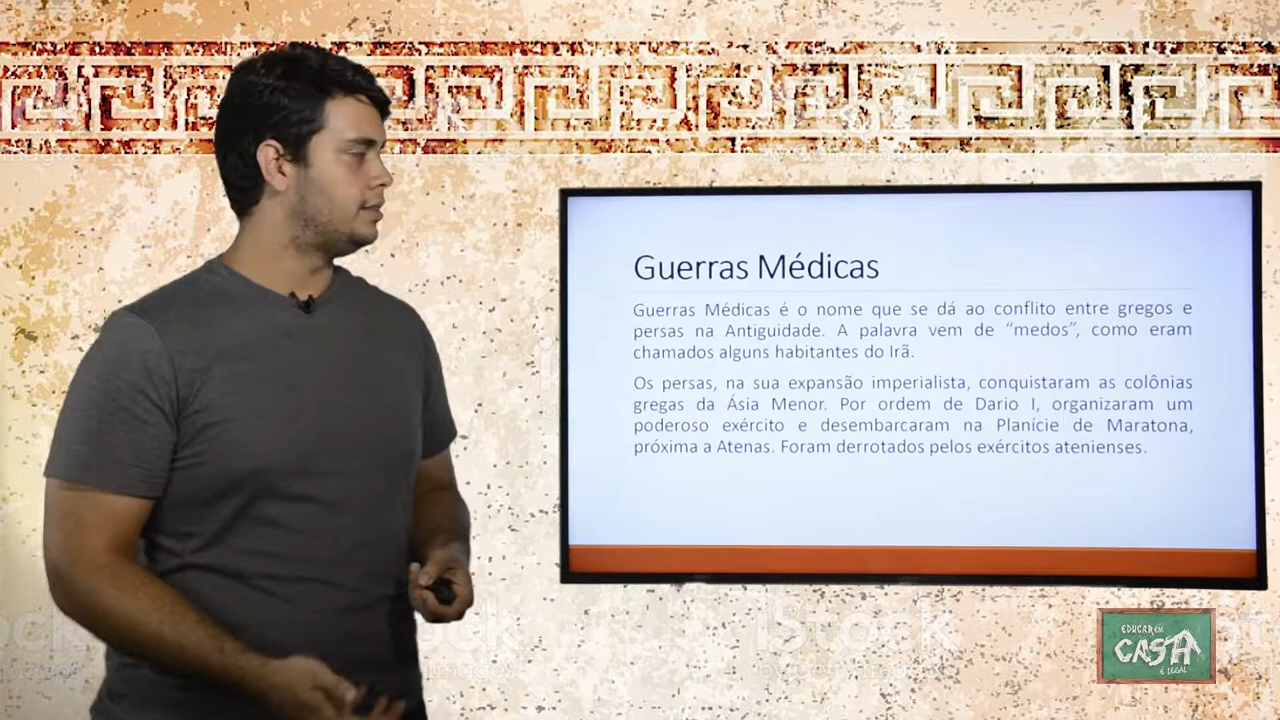 Guerras Médicas
Guerras Médicas é o nome que se dá ao conflito entre gregos e
persas na Antiguidade. A palavra vem de “medos”, como eram
chamados alguns habitantes do Irã.
Os persas, na sua expansão imperialista, conquistaram as colônias
gregas da Ásia Menor. Por ordem de Dario I, organizaram um
poderoso exército e desembarcaram na Planície de Maratona,
próxima a Atenas. Foram derrotados pelos exércitos atenienses.
iStock
EDUCAR EM
CASA
É LEGAL